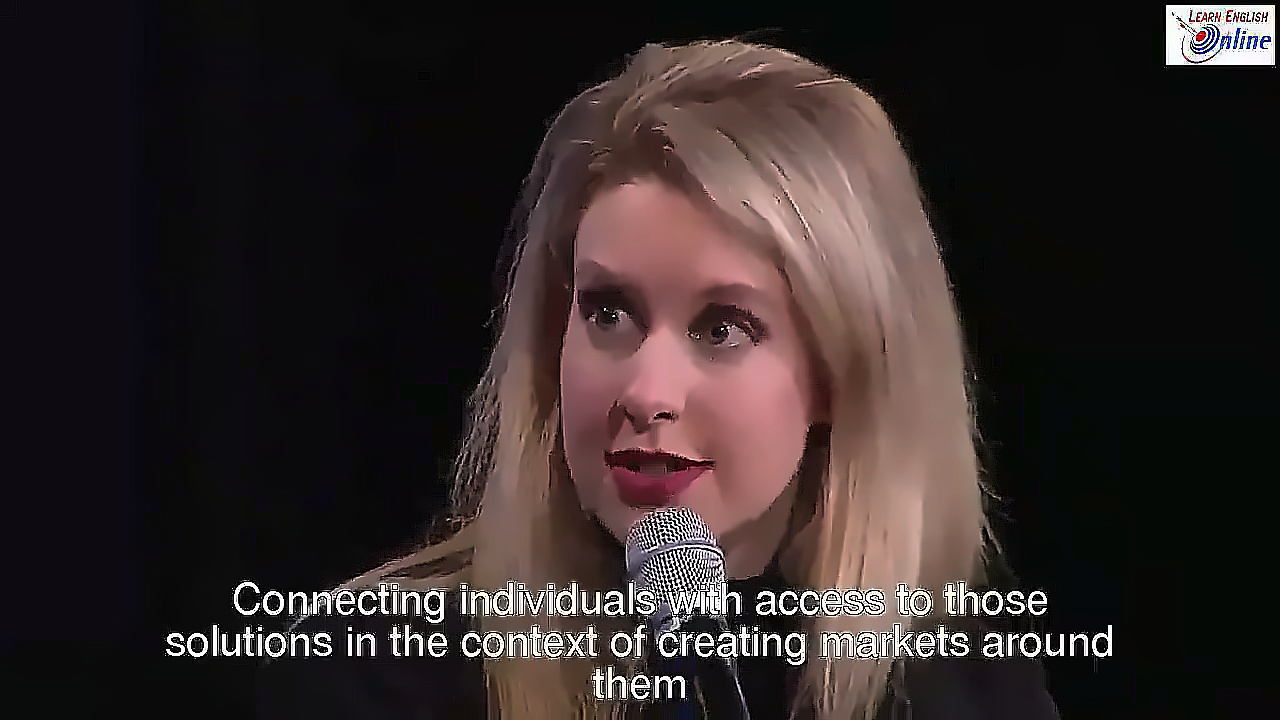 LEARN ENGLISH
Online
Connecting individuals with access to those
solutions in the context of creating markets around
them